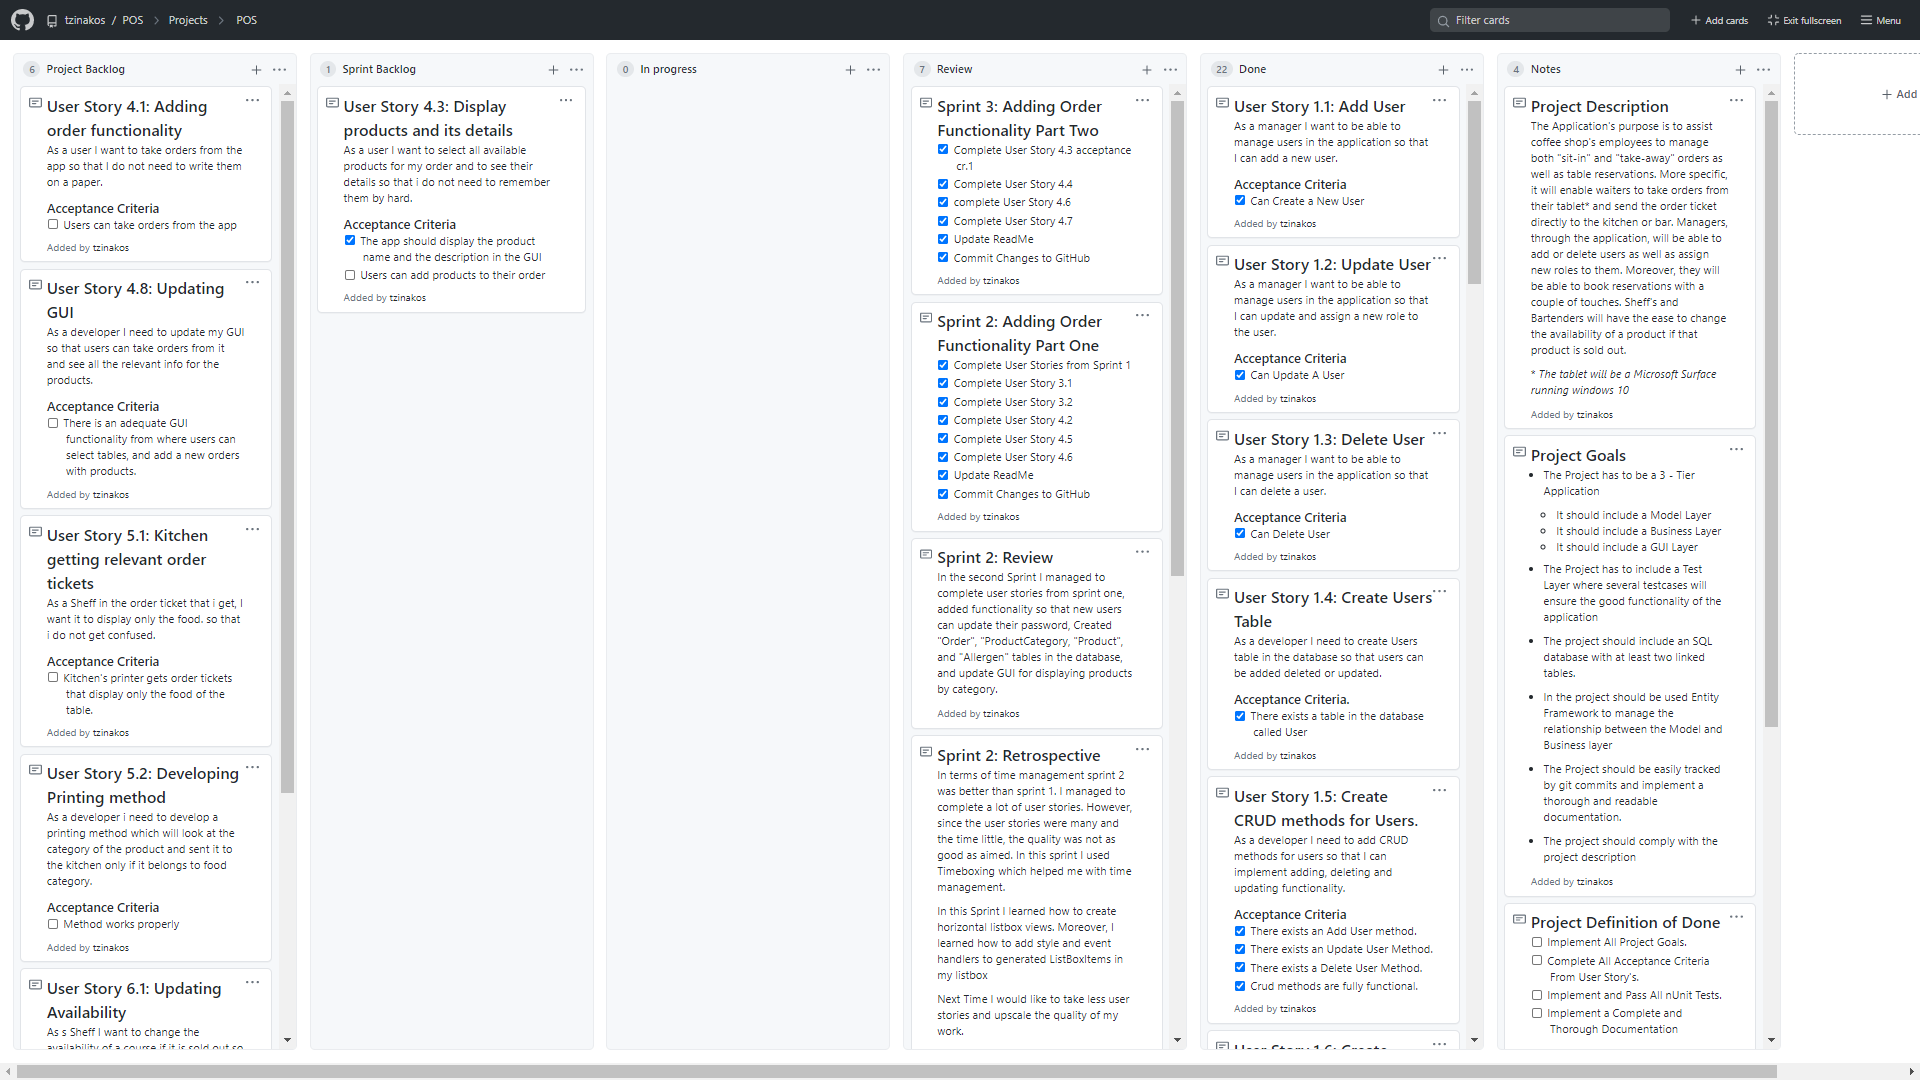 tzinakos / POS > Projects > POS
Filter cards
Add cards
Exit fullscreen
Menu
6 Project Backlog
User Story 4.1: Adding
order functionality
As a user I want to take orders from the
app so that I do not need to write them
on a paper.
Acceptance Criteria
Users can take orders from the app
Added by tzinakos
User Story 4.8: Updating
GUI
As a developer I need to update my GUI
so that users can take orders from it
and see all the relevant info for the
products.
Acceptance Criteria
There is an adequate GUI
functionality from where users can
select tables, and add a new orders
with products.
Added by tzinakos
User Story 5.1: Kitchen
getting relevant order
tickets
As a Sheff in the order ticket that i get, I
want it to display only the food. so that
i do not get confused.
Acceptance Criteria
Kitchen's printer gets order tickets
that display only the food of the
table.
Added by tzinakos
User Story 5.2: Developing
Printing method
As a developer i need to develop a
printing method which will look at the
category of the product and sent it to
the kitchen only if it belongs to food
category.
Acceptance Criteria
Method works properly
Added by tzinakos
User Story 6.1: Updating
Availability
As s Sheff I want to change the
availability of a course if it is sold out so
1 Sprint Backlog
User Story 4.3: Display
products and its details
As a user I want to select all available
products for my order and to see their
details so that i do not need to remember
them by hard.
Acceptance Criteria
The app should display the product
name and the description in the GUI
Users can add products to their order
Added by tzinakos
0 In progress
7 Review
Sprint 3: Adding Order
Functionality Part Two
Complete User Story 4.3 acceptance
cr.1
Complete User Story 4.4
complete User Story 4.6
Complete User Story 4.7
Update ReadMe
Commit Changes to GitHub
Added by tzinakos
Sprint 2: Adding Order
Functionality Part One
Complete User Stories from Sprint 1
Complete User Story 3.1
Complete User Story 3.2
Complete User Story 4.2
Complete User Story 4.5
Complete User Story 4.6
Update ReadMe
Commit Changes to GitHub
Added by tzinakos
Sprint 2: Review
In the second Sprint I managed to
complete user stories from sprint one,
added functionality so that new users
can update their password, Created
"Order", "ProductCategory, "Product",
and "Allergen" tables in the database,
and update GUI for displaying products
by category.
Added by tzinakos
Sprint 2: Retrospective
In terms of time management sprint 2
was better than sprint 1. I managed to
complete a lot of user stories. However,
since the user stories were many and
the time little, the quality was not as
good as aimed. In this sprint I used
Timeboxing which helped me with time
management.
In this Sprint I learned how to create
horizontal listbox views. Moreover, I
learned how to add style and event
handlers to generated ListBoxItems in
my listbox
Next Time I would like to take less user
stories and upscale the quality of my
work.
22 Done
User Story 1.1: Add User
As a manager I want to be able to
manage users in the application so that
I can add a new user.
Acceptance Criteria
Can Create a New User
Added by tzinakos
User Story 1.2: Update User
As a manager I want to be able to
manage users in the application so that
I can update and assign a new role to
the user.
Acceptance Criteria
Can Update A User
Added by tzinakos
User Story 1.3: Delete User
As a manager I want to be able to
manage users in the application so that
I can delete a user.
Acceptance Criteria
Can Delete User
Added by tzinakos
User Story 1.4: Create Users
Table
As a developer I need to create Users
table in the database so that users can
be added deleted or updated.
Acceptance Criteria.
There exists a table in the database
called User
Added by tzinakos
User Story 1.5: Create
CRUD methods for Users.
As a developer I need to add CRUD
methods for users so that I can
implement adding, deleting and
updating functionality.
Acceptance Criteria
There exists an Add User method.
There exists an Update User Method.
There exists a Delete User Method.
Crud methods are fully functional.
Added by tzinakos
User Story 1.6: Create
4 Notes
Project Description
The Application's purpose is to assist
coffee shop's employees to manage
both "sit-in" and "take-away" orders as
well as table reservations. More specific,
it will enable waiters to take orders from
their tablet* and send the order ticket
directly to the kitchen or bar. Managers,
through the application, will be able to
add or delete users as well as assign
new roles to them. Moreover, they will
be able to book reservations with a
couple of touches. Sheff's and
Bartenders will have the ease to change
the availability of a product if that
product is sold out.
* The tablet will be a Microsoft Surface
running windows 10
Added by tzinakos
Project Goals
The Project has to be a 3 - Tier
Application
It should include a Model Layer
It should include a Business Layer
It should include a GUI Layer
The Project has to include a Test
Layer where several testcases will
ensure the good functionality of the
application
The project should include an SQL
database with at least two linked
tables.
In the project should be used Entity
Framework to manage the
relationship between the Model and
Business layer
The Project should be easily tracked
by git commits and implement a
thorough and readable
documentation.
The project should comply with the
project description
Added by tzinakos
Project Definition of Done
Implement All Project Goals.
Complete All Acceptance Criteria
From User Story's.
Implement and Pass All nUnit Tests.
Implement a Complete and
Thorough Documentation
Add